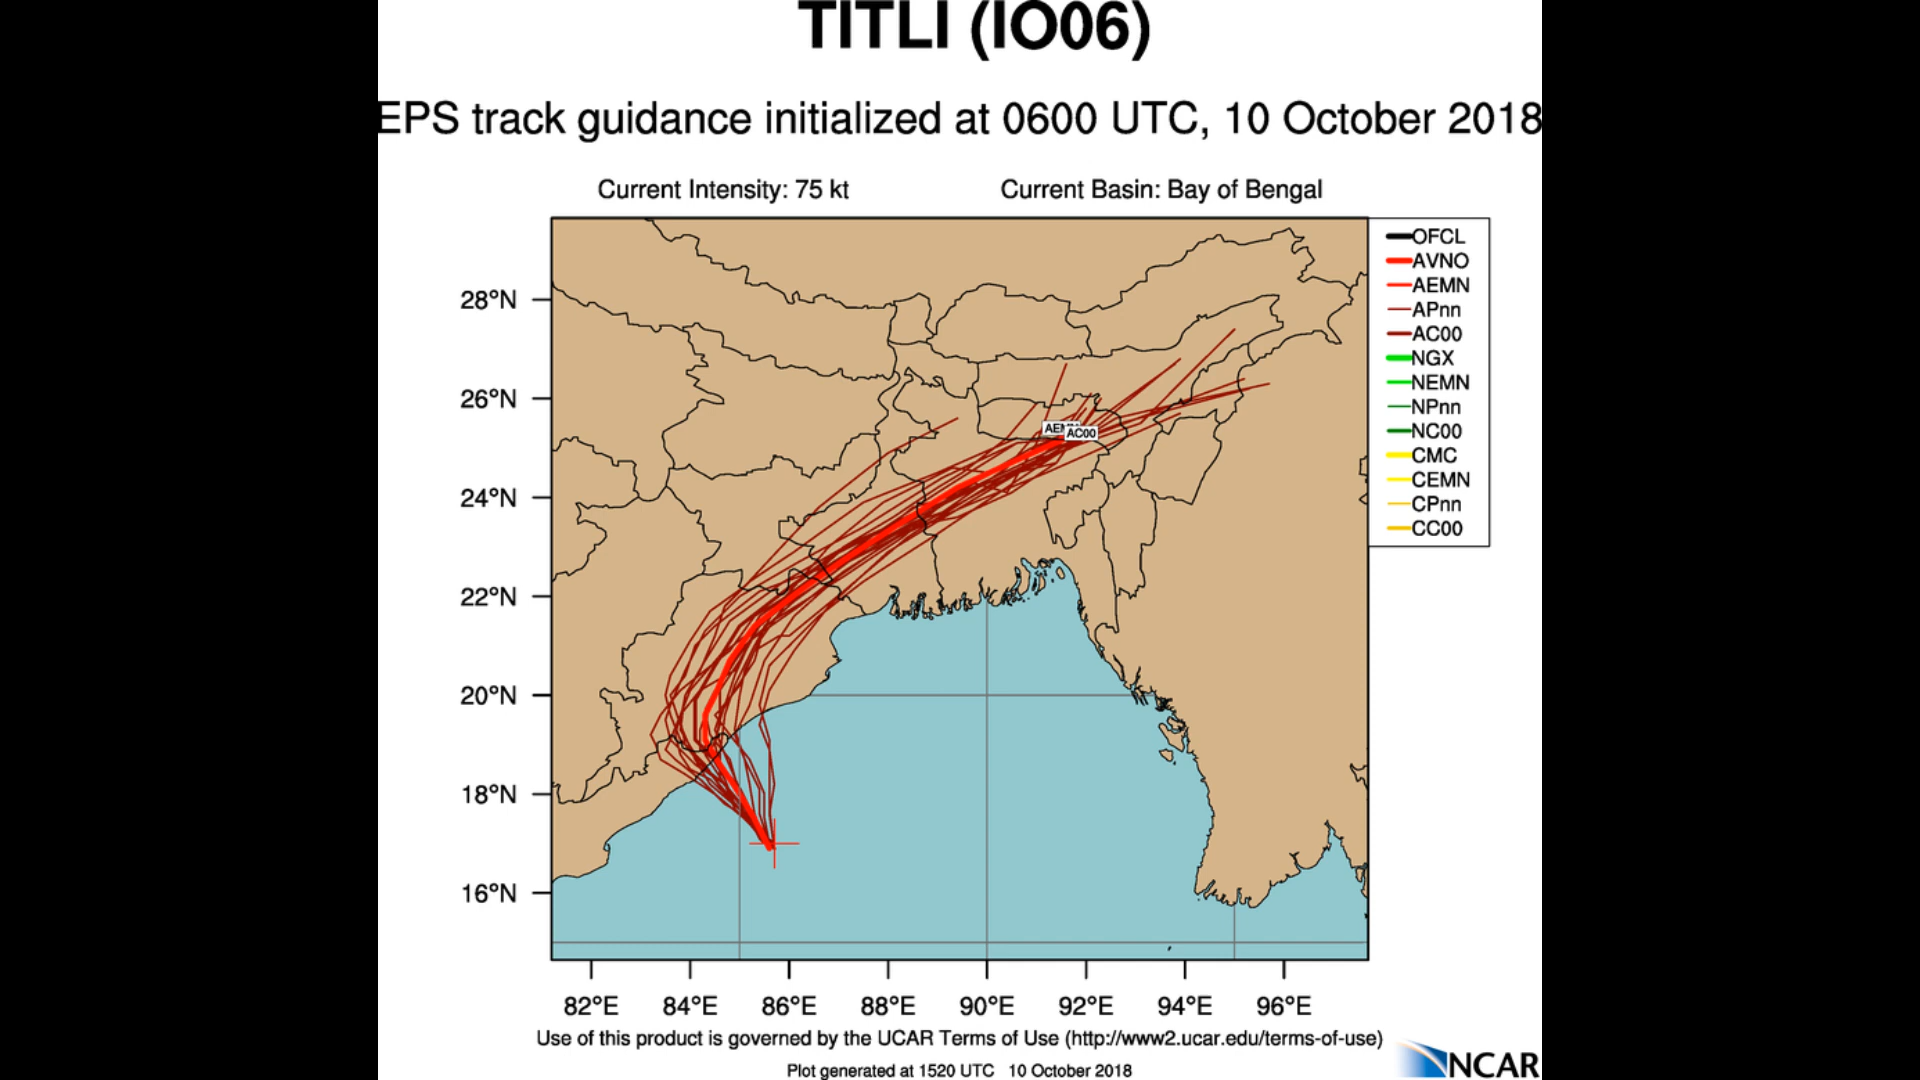 TITLI (IO06)
EPS track guidance initialized at 0600 UTC, 10 October 2018
Current Intensity: 75 kt
Current Basin: Bay of Bengal
OFCL
AVNO
AEMN
APnn
AC00
NGX
NEMN
NPnn
NC00
CMC
CEMN
CPnn
CC00
28°N
26°N
24°N
22°N
20°N
18°N
16°N
AC00
82°E
84°E
86°E
88°E
90°E
92°E
94°E
96°E
Use of this product is governed by the UCAR Terms of Use (http://www2.ucar.edu/terms-of-use)
Plot generated at 1520 UTC 10 October 2018
NCAR